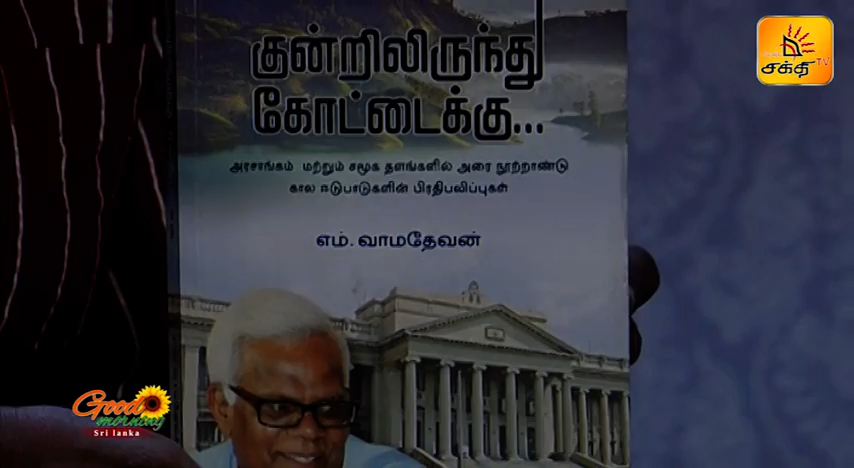 குன்றிலிருந்து
கோட்டைக்கு...
அரசாங்கம் மற்றும் சமூக தளங்களில் அரை நூற்றாண்டு
கால ஈடுபாடுகளின் பிரதிபலிப்புகள்
எம். வாமதேவன்
சக்தி TV
Good
morning
Sri lanka